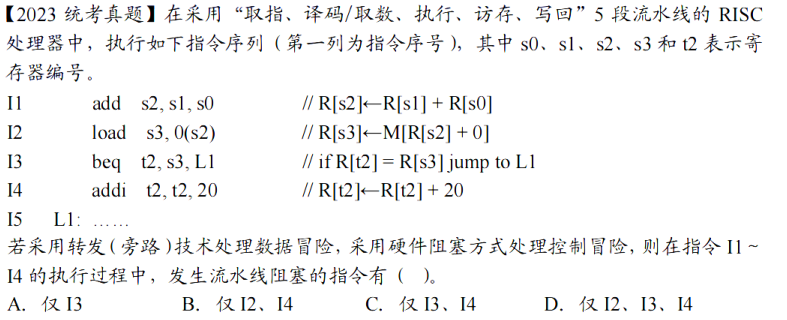 【2023 统考真题】在采用“取指、译码/取数、执行、访存、写回”5 段流水线的 RISC
处理器中，执行如下指令序列（第一列为指令序号），其中 s0、s1、s2、s3 和 t2 表示寄
存器编号。
I1 add s2, s1, s0 // R[s2]←R[s1] + R[s0]
I2 load s3, 0(s2) // R[s3]←M[R[s2] + 0]
I3 beq t2, s3, L1 // if R[t2] = R[s3] jump to L1
I4 addi t2, t2, 20 // R[t2]←R[t2] + 20
I5 L1: ……
若采用转发（旁路）技术处理数据冒险，采用硬件阻塞方式处理控制冒险，则在指令 I1～
I4 的执行过程中，发生流水线阻塞的指令有（ ）。
A. 仅 I3 B. 仅 I2、I4 C. 仅 I3、I4 D. 仅 I2、I3、I4